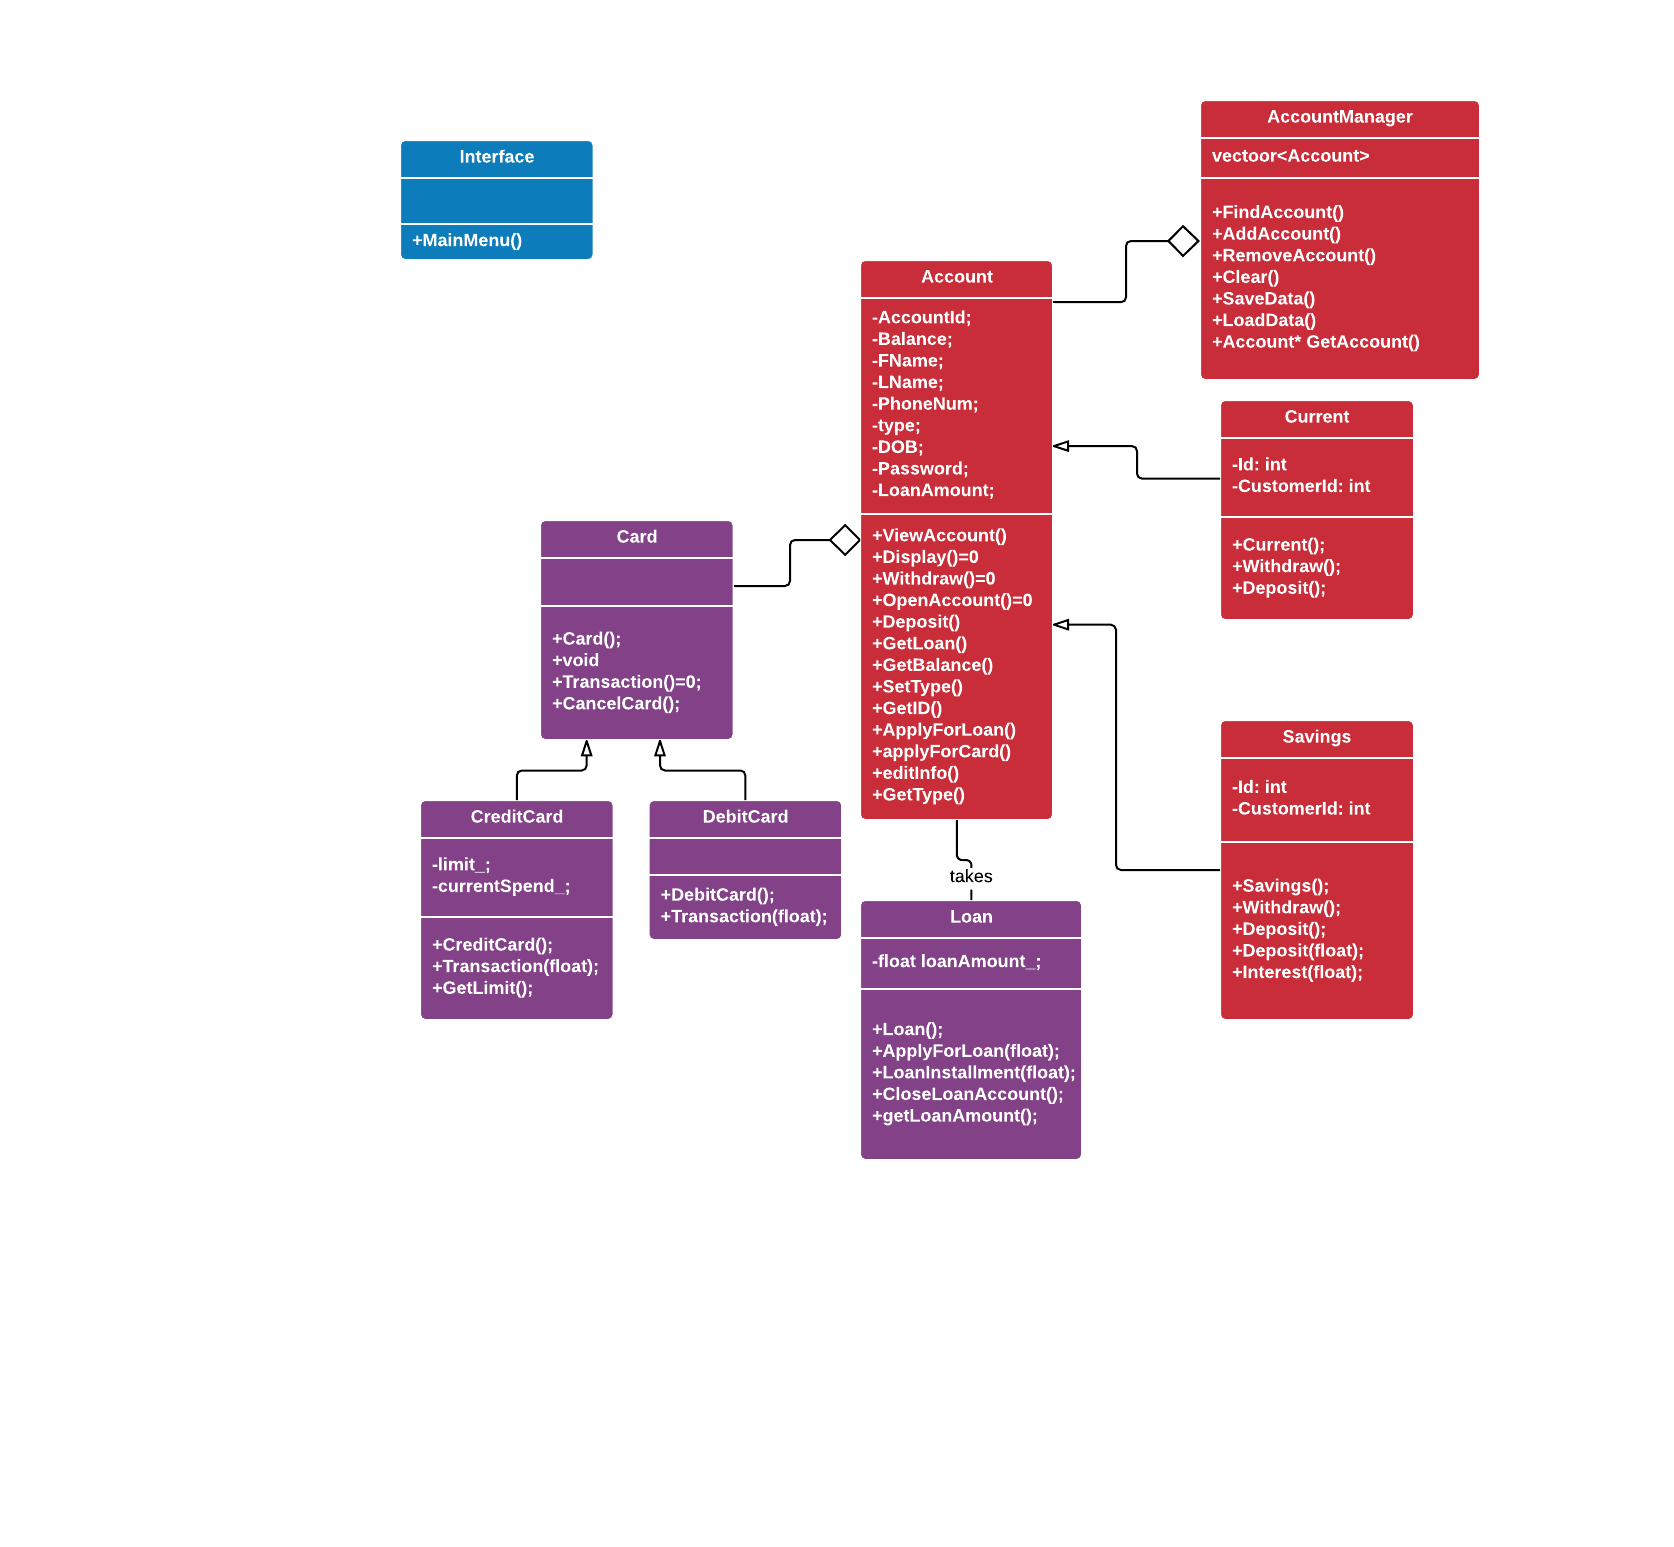 Interface
+MainMenu()
AccountManager
vectoor<Account>
+FindAccount()
+AddAccount()
+RemoveAccount()
+Clear()
+SaveData()
+LoadData()
+Account* GetAccount()
Account
-AccountId;
-Balance;
-FName;
-LName;
-PhoneNum;
-type;
-DOB;
-Password;
-LoanAmount;
+ViewAccount()
+Display()=0
+Withdraw()=0
+OpenAccount()=0
+Deposit()
+GetLoan()
+GetBalance()
+SetType()
+GetID()
+ApplyForLoan()
+applyForCard()
+editInfo()
+GetType()
Current
-Id: int
-CustomerId: int
+Current();
+Withdraw();
+Deposit();
Card
+Card();
+void
+Transaction()=0;
+CancelCard();
Savings
-Id: int
-CustomerId: int
+Savings();
+Withdraw();
+Deposit();
+Deposit(float);
+Interest(float);
CreditCard
-limit_;
-currentSpend_;
+CreditCard();
+Transaction(float);
+GetLimit();
DebitCard
+DebitCard();
+Transaction(float);
takes
Loan
-float loanAmount_;
+Loan();
+ApplyForLoan(float);
+LoanInstallment(float);
+CloseLoanAccount();
+getLoanAmount();